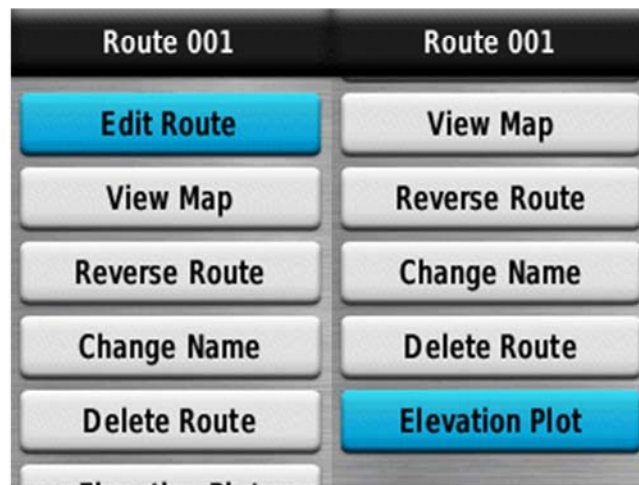 Route 001
Edit Route
View Map
Reverse Route
Change Name
Delete Route
Route 001
View Map
Reverse Route
Change Name
Delete Route
Elevation Plot